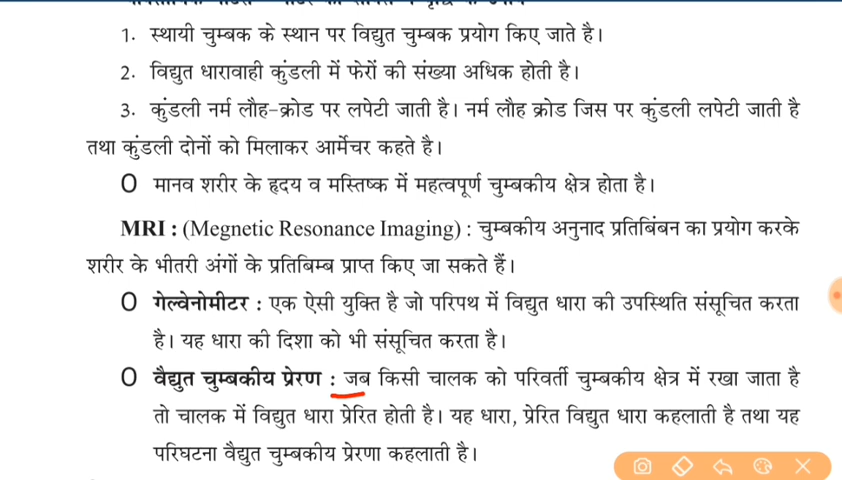 1. स्थायी चुम्बक के स्थान पर विद्युत चुम्बक प्रयोग किए जाते है।
2. विद्युत धारावाही कुंडली में फेरों की संख्या अधिक होती है।
3. कुंडली नर्म लौह-क्रोड पर लपेटी जाती है। नर्म लौह क्रोड जिस पर कुंडली लपेटी जाती है
तथा कुंडली दोनों को मिलाकर आर्मेचर कहते है।
O मानव शरीर के हृदय व मस्तिष्क में महत्वपूर्ण चुम्बकीय क्षेत्र होता है।
MRI : (Megnetic Resonance Imaging) : चुम्बकीय अनुनाद प्रतिबिंबन का प्रयोग करके
शरीर के भीतरी अंगों के प्रतिबिम्ब प्राप्त किए जा सकते हैं।
O गेल्वेनोमीटर : एक ऐसी युक्ति है जो परिपथ में विद्युत धारा की उपस्थिति संसूचित करता
है। यह धारा की दिशा को भी संसूचित करता है।
O वैद्युत चुम्बकीय प्रेरण : जब किसी चालक को परिवर्ती चुम्बकीय क्षेत्र में रखा जाता है
तो चालक में विद्युत धारा प्रेरित होती है। यह धारा, प्रेरित विद्युत धारा कहलाती है तथा यह
परिघटना वैद्युत चुम्बकीय प्रेरणा कहलाती है।